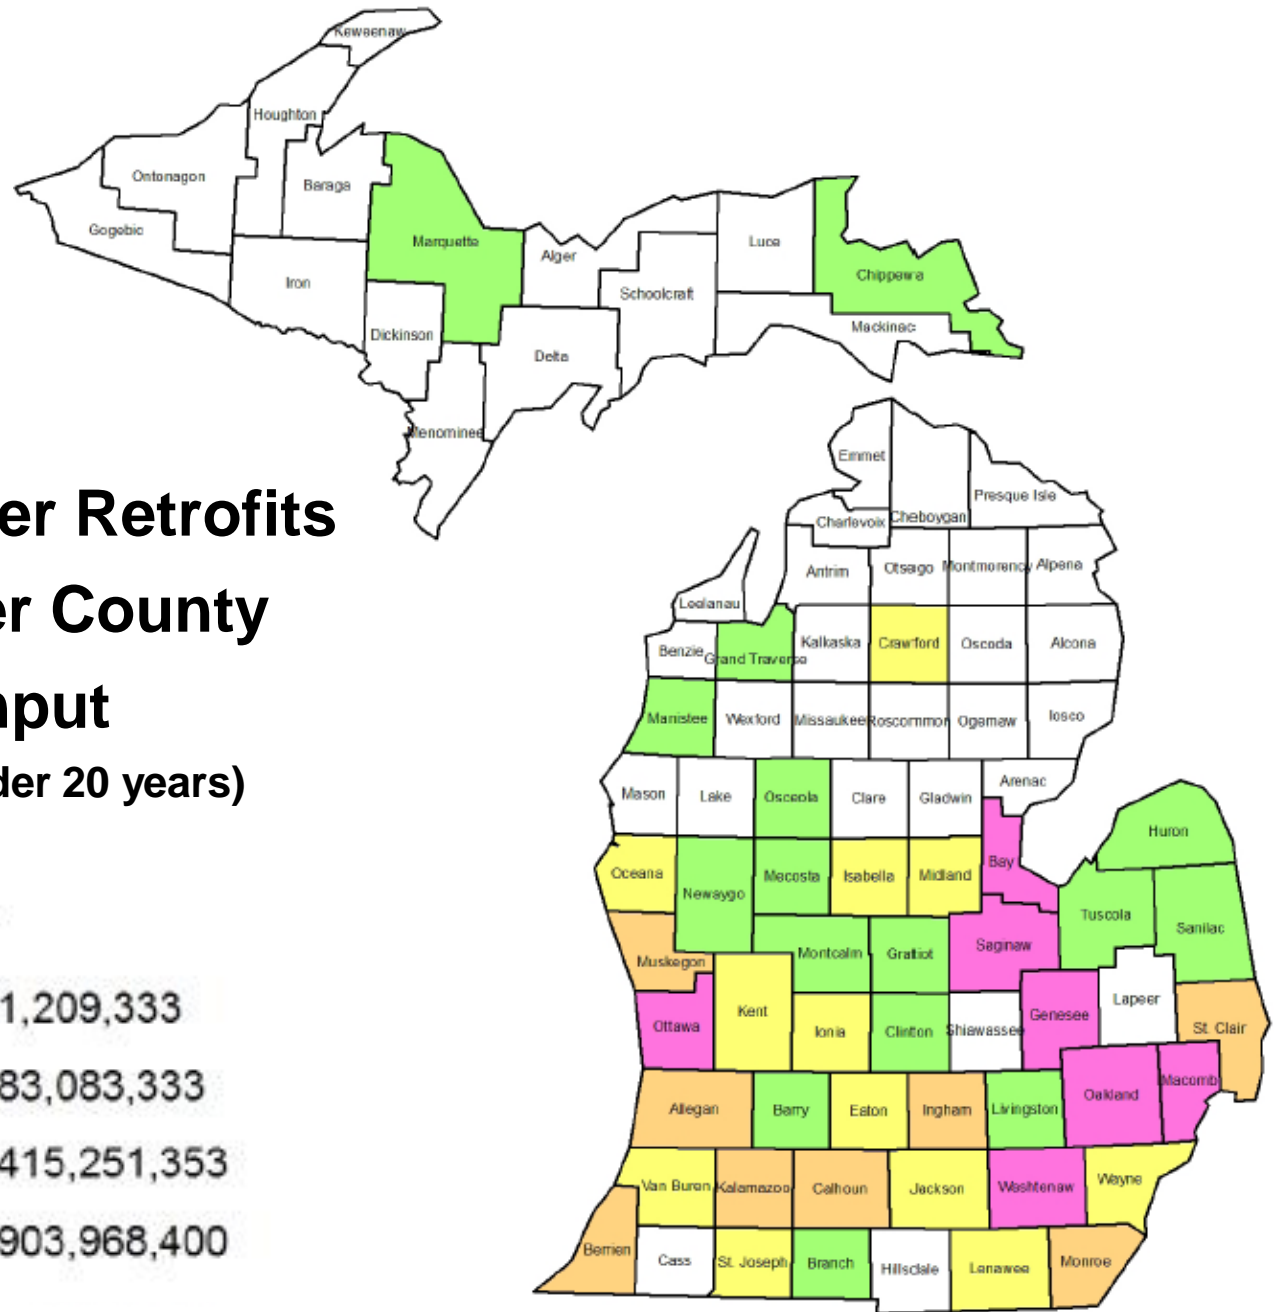 Keweenaw
Houghton
Ontonagon
Baraga
Gogebic
Marquette
Alger
Luce
Chippewa
Iron
Schoolcraft
Dickinson
Mackinac
Delta
Menominee
Emmet
er Retrofits
Presque Isle
Charlevoix
Cheboygan
Antrim
Otsego
Montmorency
Alpena
Leelanau
er County
Benzie
Grand Traverse
Kalkaska
Crawford
Oscoda
Alcona
nput
Manistee
Wexford
Missaukee
Roscommon
Ogemaw
Iosco
der 20 years)
Mason
Lake
Osceola
Clare
Gladwin
Arenac
Huron
Oceana
Newaygo
Mecosta
Isabella
Midland
Bay
Tuscola
Sanilac
Muskegon
Montcalm
Gratiot
Saginaw
1,209,333
Ottawa
Kent
Ionia
Clinton
Shiawassee
Genesee
Lapeer
St. Clair
83,083,333
Allegan
Barry
Eaton
Ingham
Livingston
Oakland
Macomb
415,251,353
Van Buren
Kalamazoo
Calhoun
Jackson
Washtenaw
Wayne
903,968,400
Berrien
Cass
St. Joseph
Branch
Hillsdale
Lenawee
Monroe